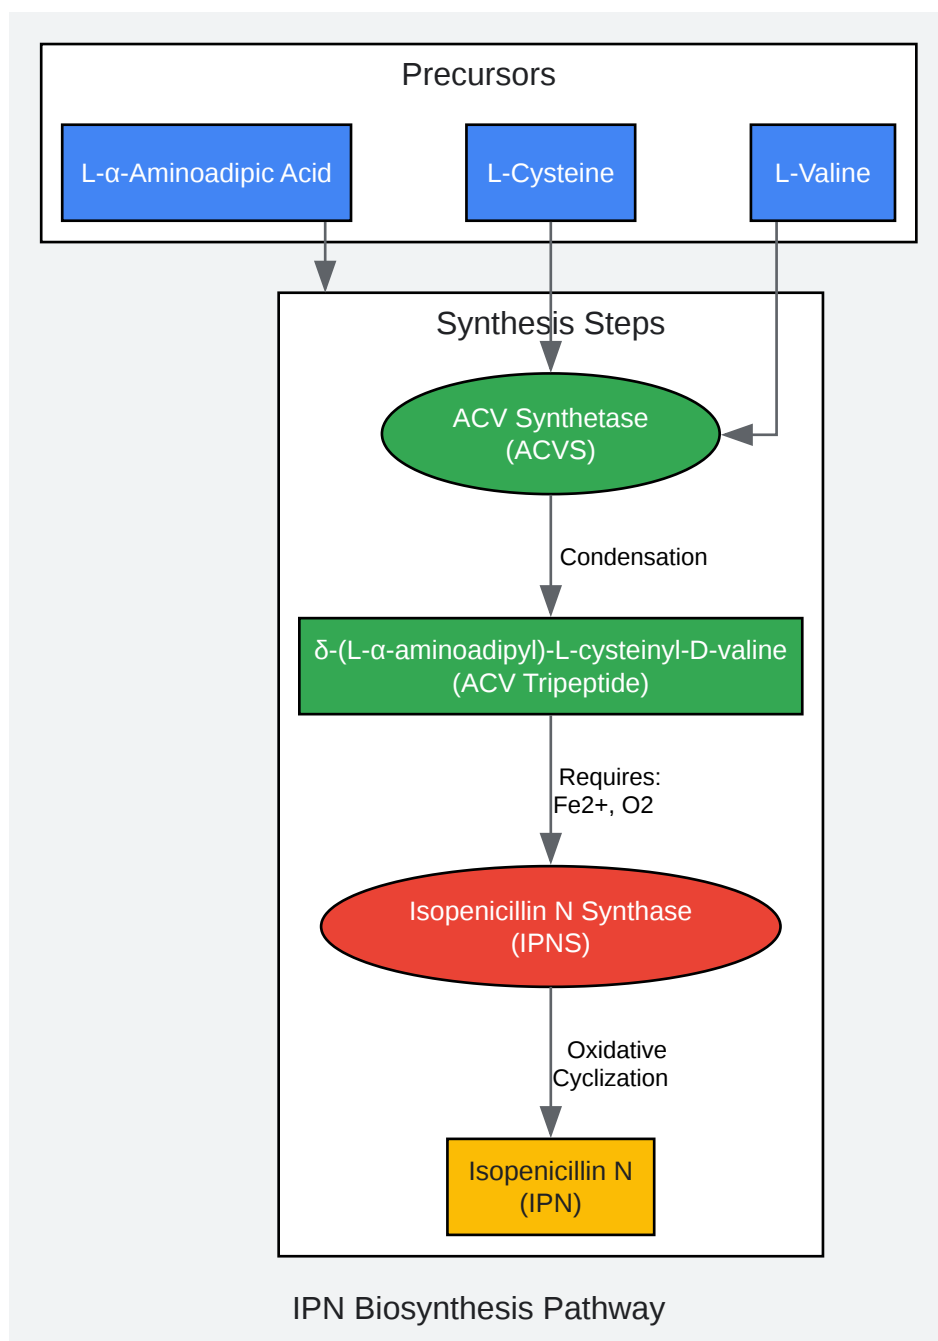 Precursors
L-α-Aminoadipic Acid
L-Cysteine
L-Valine
Synthesis Steps
ACV Synthetase
(ACVS)
Condensation
δ-(L-α-aminoadipyl)-L-cysteinyl-D-valine
(ACV Tripeptide)
Requires:
Fe2+, O2
Isopenicillin N Synthase
(IPNS)
Oxidative
Cyclization
Isopenicillin N
(IPN)
IPN Biosynthesis Pathway